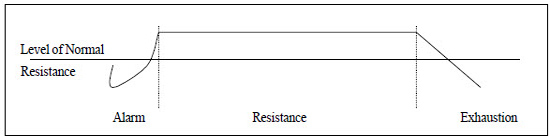 Level of Normal
Resistance
Alarm
Resistance
Exhaustion